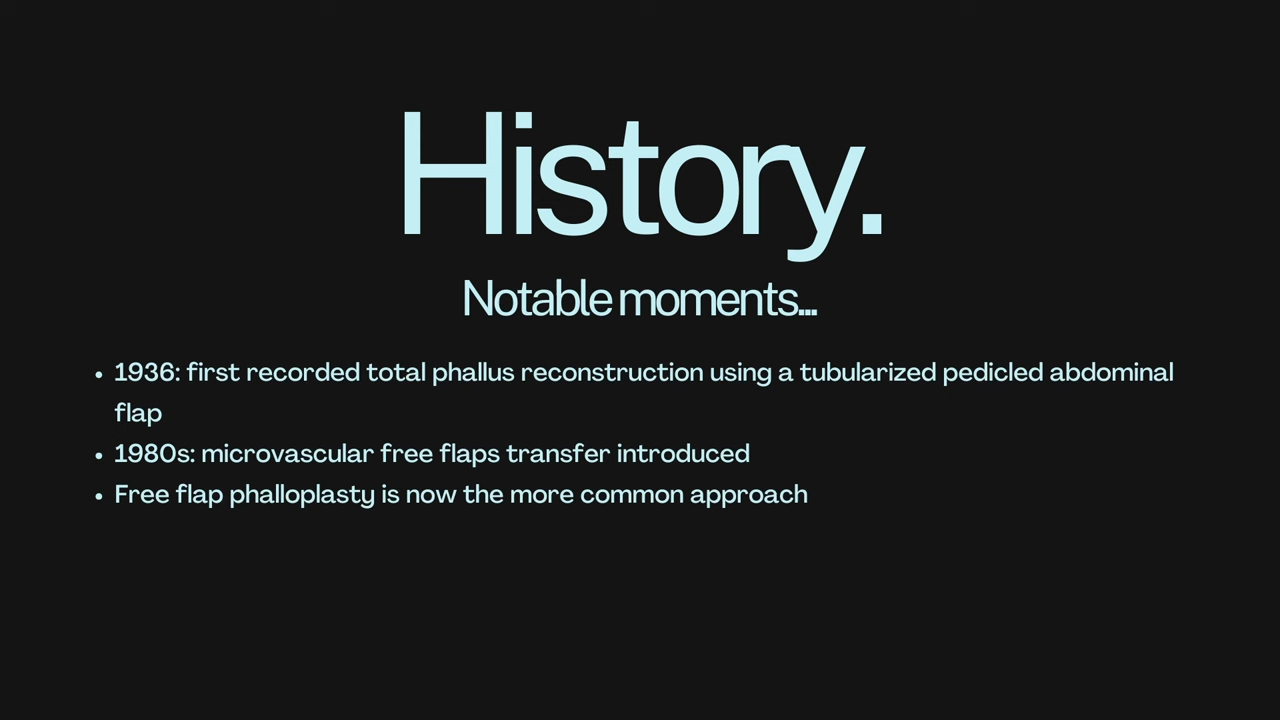 History.
Notable moments...
• 1936: first recorded total phallus reconstruction using a tubularized pedicled abdominal
flap
• 1980s: microvascular free flaps transfer introduced
• Free flap phalloplasty is now the more common approach